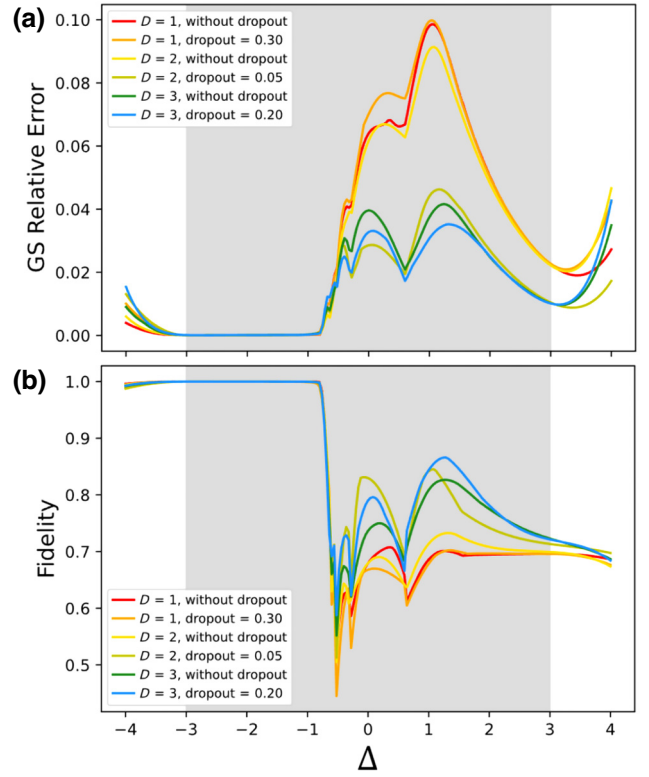 (a)
0.10
0.08
0.06
0.04
0.02
0.00
GS Relative Error
D = 1, without dropout
D = 1, dropout = 0.30
D = 2, without dropout
D = 2, dropout = 0.05
D = 3, without dropout
D = 3, dropout = 0.20
(b)
1.0
0.9
0.8
0.7
0.6
0.5
Fidelity
D = 1, without dropout
D = 1, dropout = 0.30
D = 2, without dropout
D = 2, dropout = 0.05
D = 3, without dropout
D = 3, dropout = 0.20
−4 −3 −2 −1 0 1 2 3 4
Δ